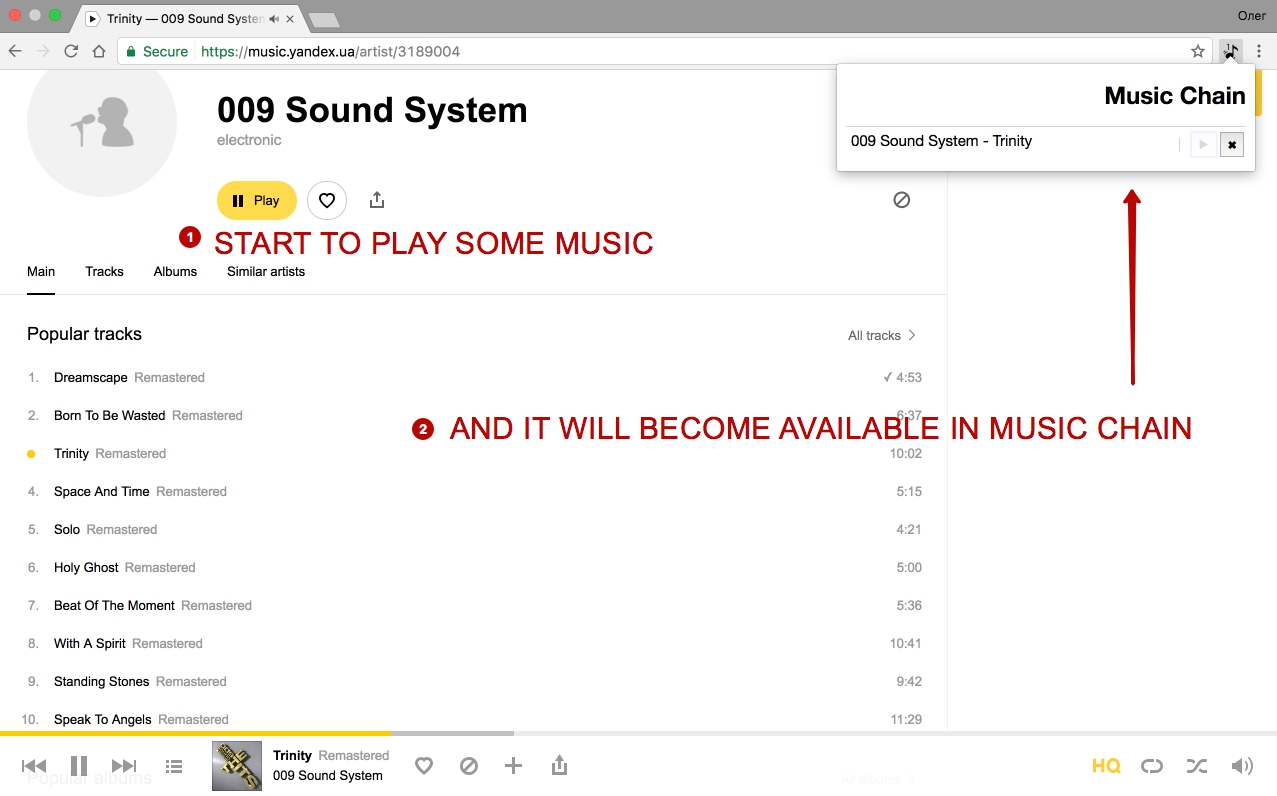 Trinity — 009 Sound System
Олег
Secure https://music.yandex.ua/artist/3189004
Music Chain
009 Sound System - Trinity
009 Sound System
electronic
Play
1 START TO PLAY SOME MUSIC
Main Tracks Albums Similar artists
Popular tracks All tracks
1. Dreamscape Remastered 4:53
2. Born To Be Wasted Remastered 6:37
2 AND IT WILL BECOME AVAILABLE IN MUSIC CHAIN
Trinity Remastered 10:02
4. Space And Time Remastered 5:15
5. Solo Remastered 4:21
6. Holy Ghost Remastered 5:00
7. Beat Of The Moment Remastered 5:36
8. With A Spirit Remastered 10:41
9. Standing Stones Remastered 9:42
10. Speak To Angels Remastered 11:29
Trinity Remastered
009 Sound System
HQ
Popular albums All albums